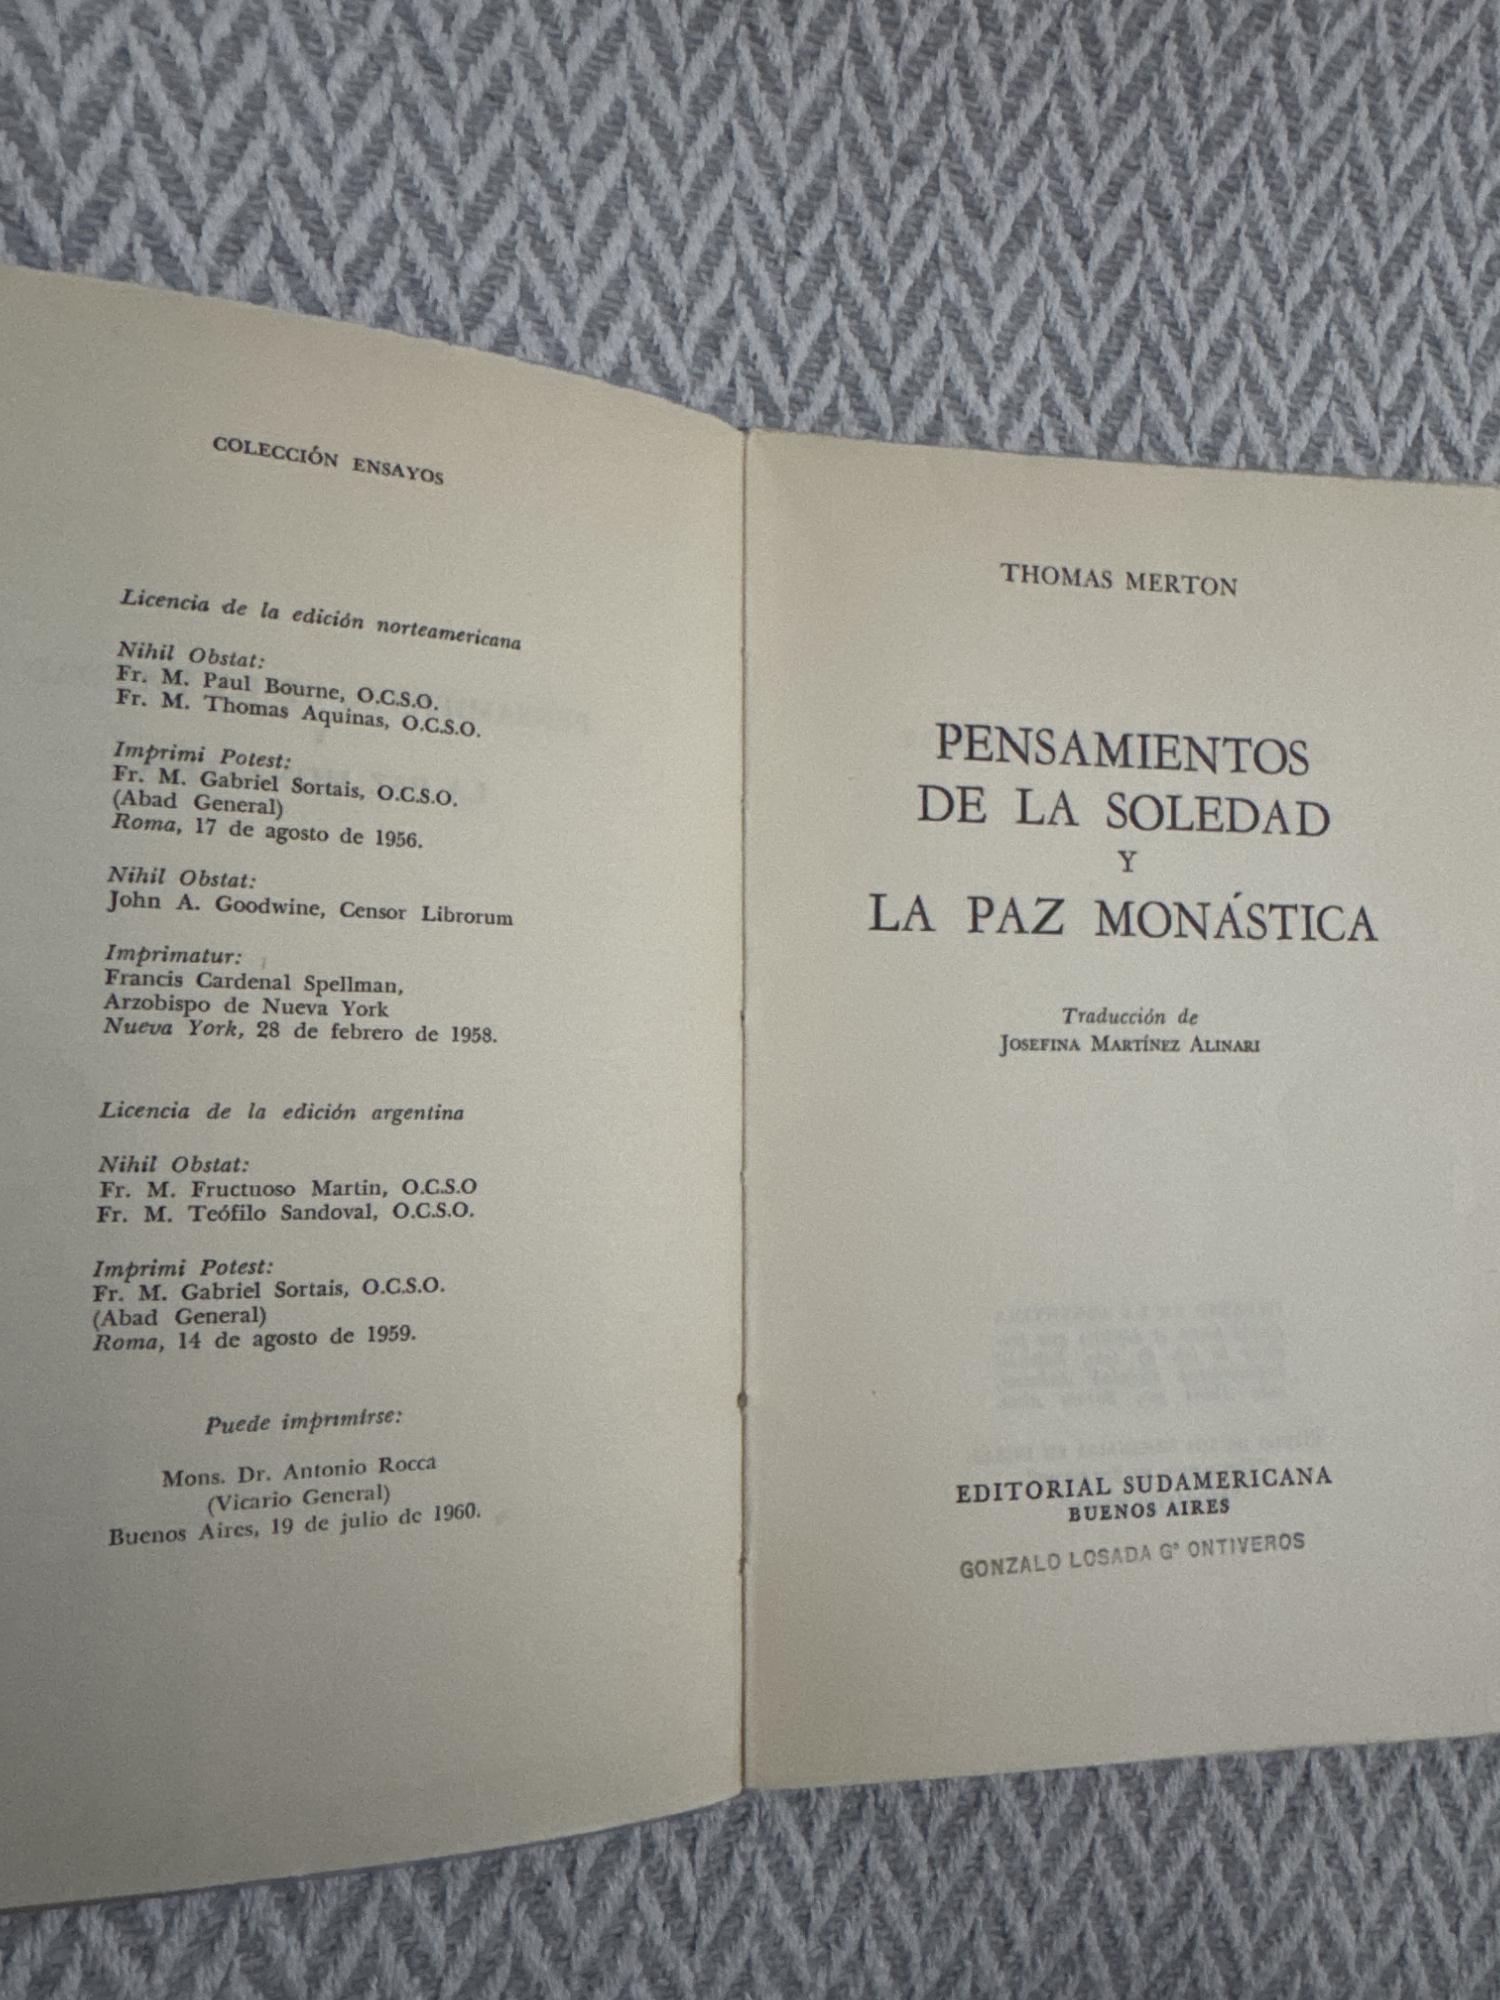 COLECCIÓN ENSAYOS
Licencia de la edición norteamericana
Nihil Obstat:
Fr. M. Paul Bourne, O.C.S.O.
Fr. M. Thomas Aquinas, O.C.S.O.
Imprimi Potest:
Fr. M. Gabriel Sortais, O.C.S.O.
(Abad General)
Roma, 17 de agosto de 1956.
Nihil Obstat:
John A. Goodwine, Censor Librorum
Imprimatur:
Francis Cardenal Spellman,
Arzobispo de Nueva York
Nueva York, 28 de febrero de 1958.
Licencia de la edición argentina
Nihil Obstat:
Fr. M. Fructuoso Martin, O.C.S.O
Fr. M. Teófilo Sandoval, O.C.S.O.
Imprimi Potest:
Fr. M. Gabriel Sortais, O.C.S.O.
(Abad General)
Roma, 14 de agosto de 1959.
Puede imprimirse:
Mons. Dr. Antonio Rocca
(Vicario General)
Buenos Aires, 19 de julio de 1960.
THOMAS MERTON
PENSAMIENTOS
DE LA SOLEDAD
Y
LA PAZ MONÁSTICA
Traducción de
JOSEFINA MARTÍNEZ ALINARI
EDITORIAL SUDAMERICANA
BUENOS AIRES
GONZALO LOSADA Gª ONTIVEROS